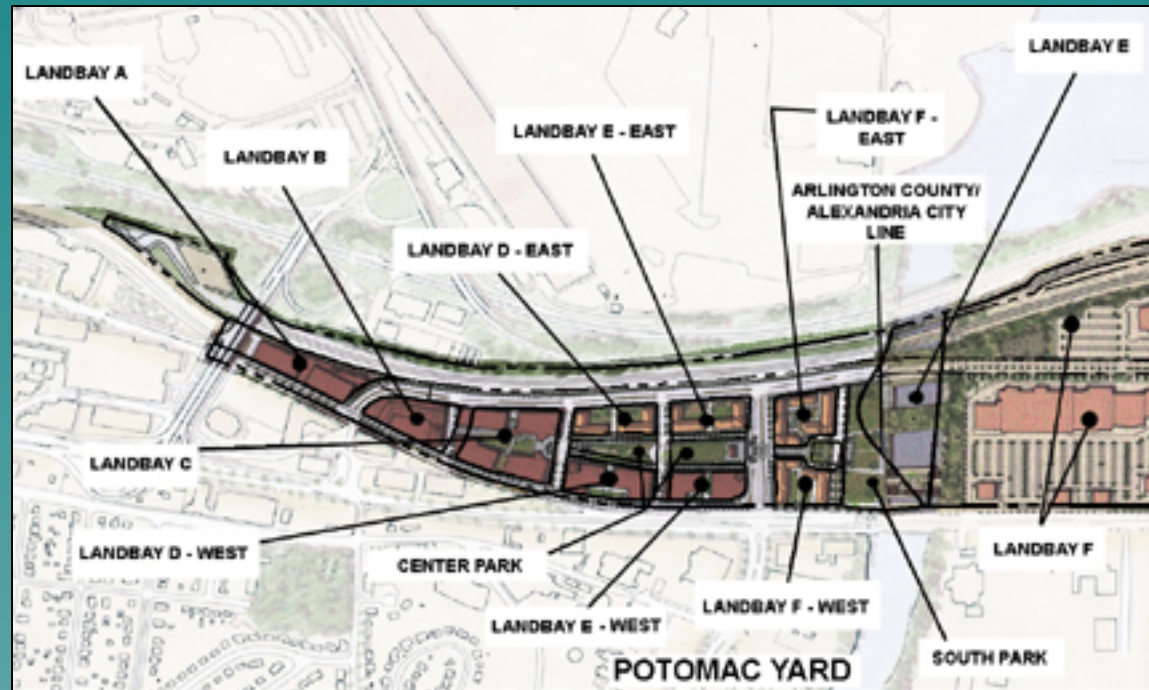 LANDBAY E
LANDBAY A
LANDBAY F -
EAST
LANDBAY E - EAST
LANDBAY B
ARLINGTON COUNTY/
ALEXANDRIA CITY
LINE
LANDBAY D - EAST
LANDBAY C
LANDBAY D - WEST
CENTER PARK
LANDBAY F
LANDBAY F - WEST
LANDBAY E - WEST
SOUTH PARK
POTOMAC YARD